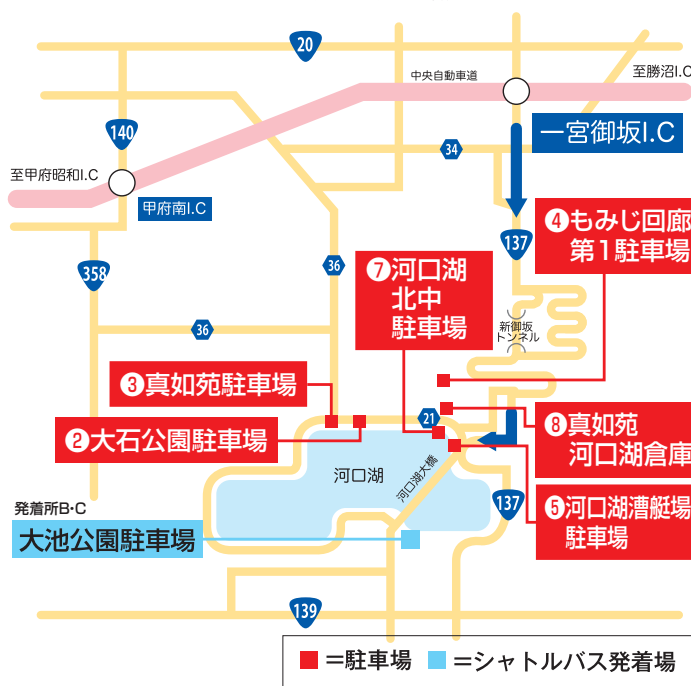 20
中央自動車道
至勝沼I.C
140
34
一宮御坂I.C
至甲府昭和I.C
甲府南I.C
❹もみじ回廊
第1駐車場
137
358
36
❼河口湖
北中
駐車場
36
新御坂
トンネル
❸真如苑駐車場
21
❷大石公園駐車場
❽真如苑
河口湖倉庫
河口湖
河口湖大橋
137
❺河口湖漕艇場
駐車場
発着所B・C
大池公園駐車場
139
=駐車場
=シャトルバス発着場